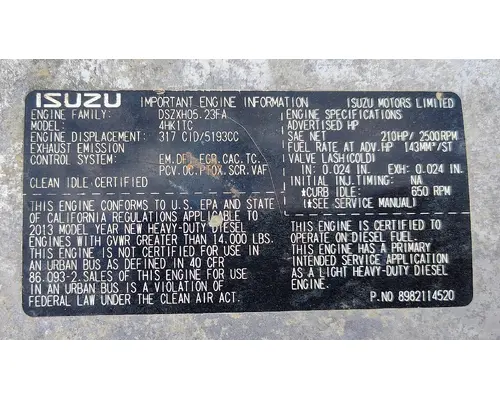 ISUZU IMPORTANT ENGINE INFORMATION ISUZU MOTORS LIMITED
ENGINE FAMILY: DSZXH05.23FA
MODEL: 4HK1TC
ENGINE DISPLACEMENT: 317 CID/5193CC
EXHAUST EMISSION
CONTROL SYSTEM: EM.DFI.EGR.CAC.TC.
PCV.OC.PTOX.SCR.VAF
CLEAN IDLE CERTIFIED
THIS ENGINE CONFORMS TO U.S. EPA AND STATE
OF CALIFORNIA REGULATIONS APPLICABLE TO
2013 MODEL YEAR NEW HEAVY-DUTY DIESEL
ENGINES WITH GVWR GREATER THAN 14,000 LBS.
THIS ENGINE IS NOT CERTIFIED FOR USE IN
AN URBAN BUS AS DEFINED IN 40 CFR
86.093-2.SALES OF THIS ENGINE FOR USE
IN AN URBAN BUS IS A VIOLATION OF
FEDERAL LAW UNDER THE CLEAN AIR ACT.
ENGINE SPECIFICATIONS
ADVERTISED HP
SAE NET 210HP/ 2500RPM
FUEL RATE AT ADV.HP 143MM³/ST
VALVE LASH(COLD)
IN: 0.024 IN. EXH: 0.024 IN.
INITIAL INJ.TIMING:
*CURB IDLE: 650 RPM
(*SEE SERVICE MANUAL)
THIS ENGINE IS CERTIFIED TO
OPERATE ON DIESEL FUEL.
THIS ENGINE HAS A PRIMARY
INTENDED SERVICE APPLICATION
AS A LIGHT HEAVY-DUTY DIESEL
ENGINE.
P.NO 8982114520